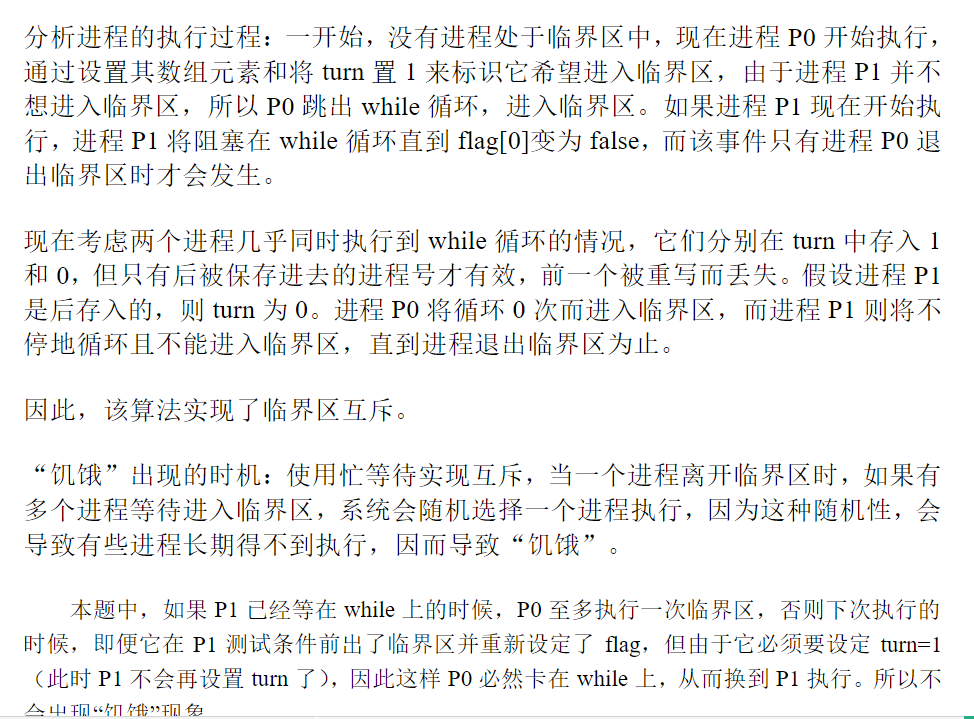 分析进程的执行过程：一开始，没有进程处于临界区中，现在进程 P0 开始执行，
通过设置其数组元素和将 turn 置 1 来标识它希望进入临界区，由于进程 P1 并不
想进入临界区，所以 P0 跳出 while 循环，进入临界区。如果进程 P1 现在开始执
行，进程 P1 将阻塞在 while 循环直到 flag[0]变为 false，而该事件只有进程 P0 退
出临界区时才会发生。
现在考虑两个进程几乎同时执行到 while 循环的情况，它们分别在 turn 中存入 1
和 0，但只有后被保存进去的进程号才有效，前一个被重写而丢失。假设进程 P1
是后存入的，则 turn 为 0。进程 P0 将循环 0 次而进入临界区，而进程 P1 则将不
停地循环且不能进入临界区，直到进程退出临界区为止。
因此，该算法实现了临界区互斥。
“饥饿”出现的时机：使用忙等待实现互斥，当一个进程离开临界区时，如果有
多个进程等待进入临界区，系统会随机选择一个进程执行，因为这种随机性，会
导致有些进程长期得不到执行，因而导致“饥饿”。
本题中，如果 P1 已经等在 while 上的时候，P0 至多执行一次临界区，否则下次执行的
时候，即便它在 P1 测试条件前出了临界区并重新设定了 flag，但由于它必须要设定 turn=1
（此时 P1 不会再设置 turn 了），因此这样 P0 必然卡在 while 上，从而换到 P1 执行。所以不
会出现“饥饿”现象